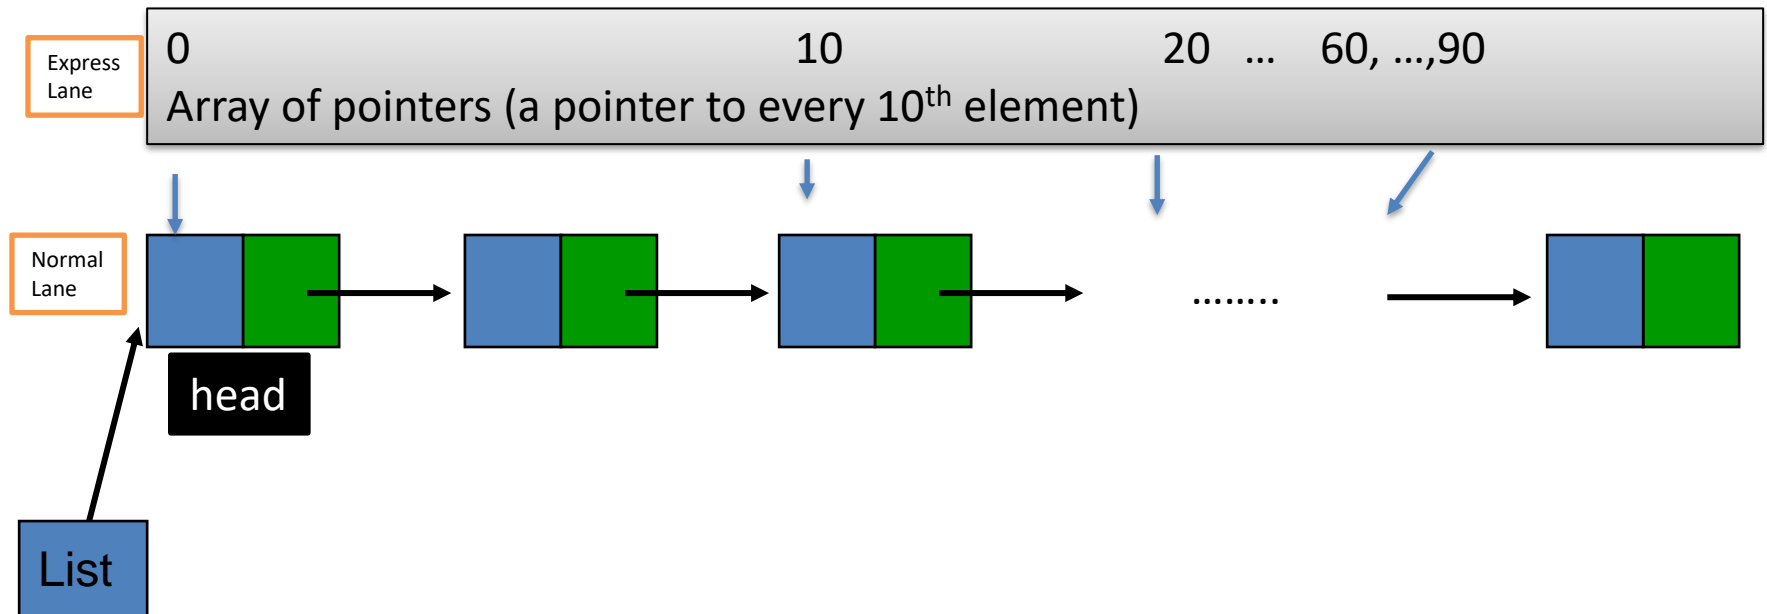 Express
Lane
0 10 20 ... 60, ...,90
Array of pointers (a pointer to every 10th element)
Normal
Lane
........
head
List